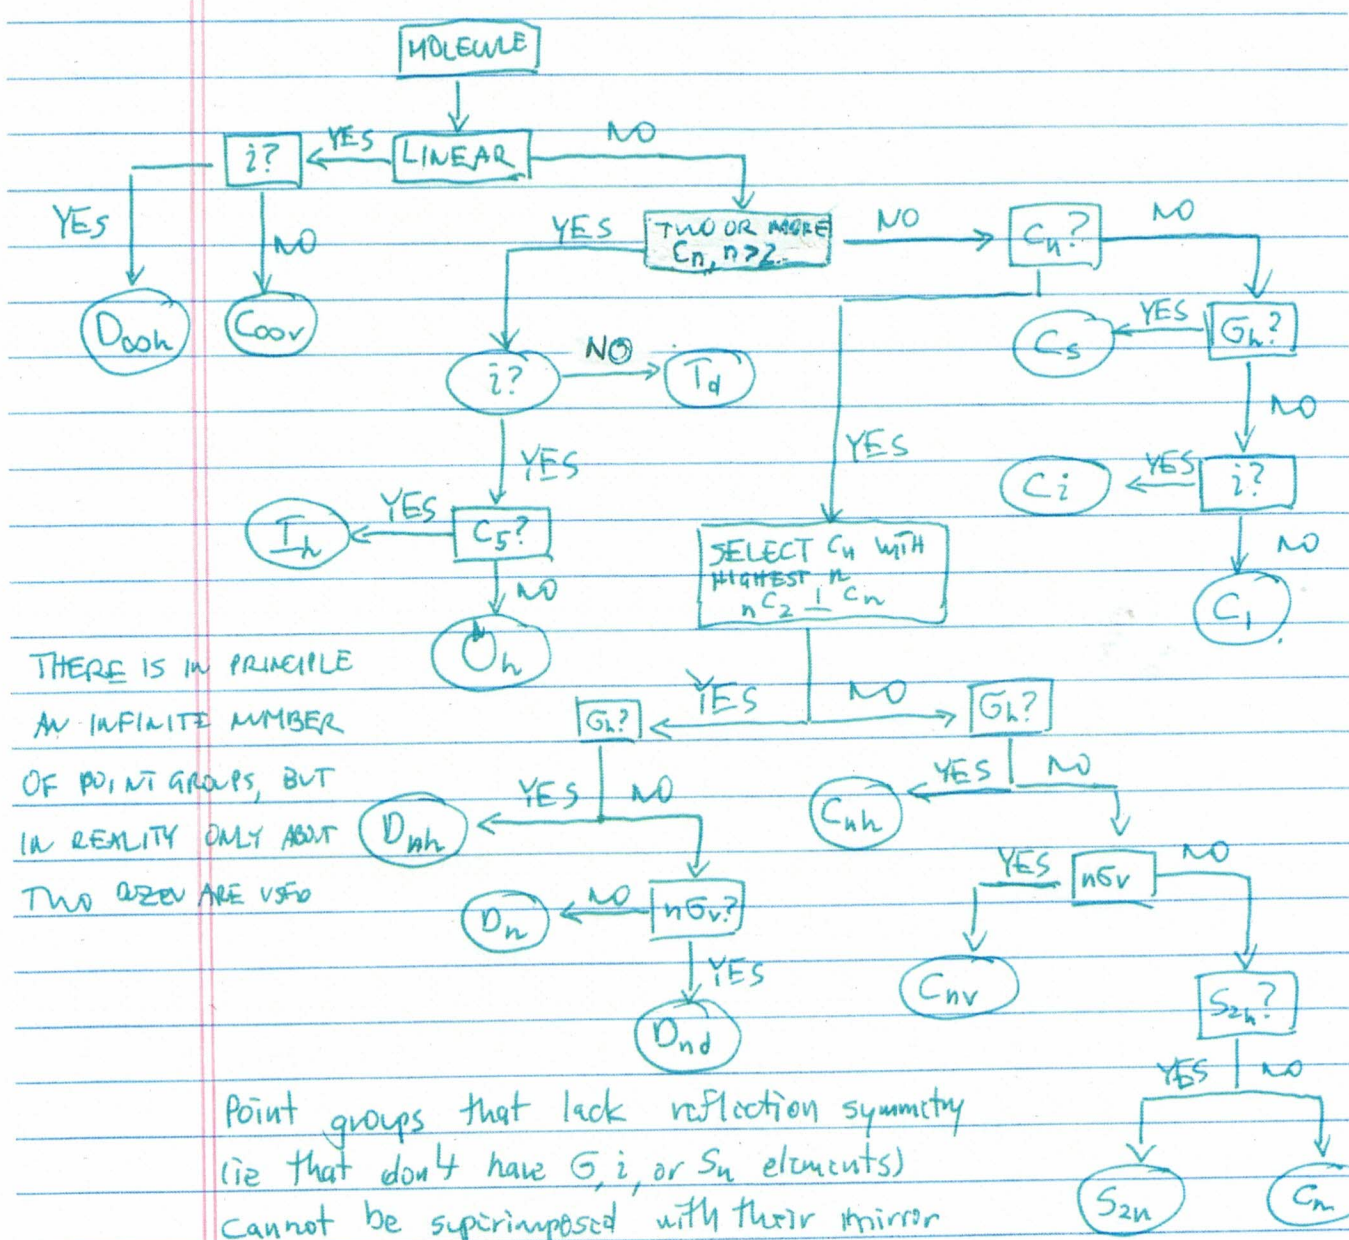 MOLECULE
YES
NO
i?
LINEAR
YES
NO
YES
TWO OR MORE
Cn, n>2
NO
Cn?
NO
D∞h
C∞v
Cs
YES
σh?
i?
NO
Td
NO
YES
YES
Ci
YES
i?
Ih
YES
C5?
SELECT Cn WITH
HIGHEST n
nC2 ⊥ Cn
NO
NO
C1
Oh
THERE IS IN PRINCIPLE
AN INFINITE NUMBER
OF POINT GROUPS, BUT
IN REALITY ONLY ABOUT
TWO DOZEN ARE USED
YES
NO
σh?
σh?
YES
NO
YES
NO
Dnh
Cnh
YES
nσv
NO
Dn
NO
nσv?
YES
Cnv
S2n?
Dnd
YES
NO
Point groups that lack reflection symmetry
(ie that don't have σ, i, or Sn elements)
cannot be superimposed with their mirror
S2n
Cn